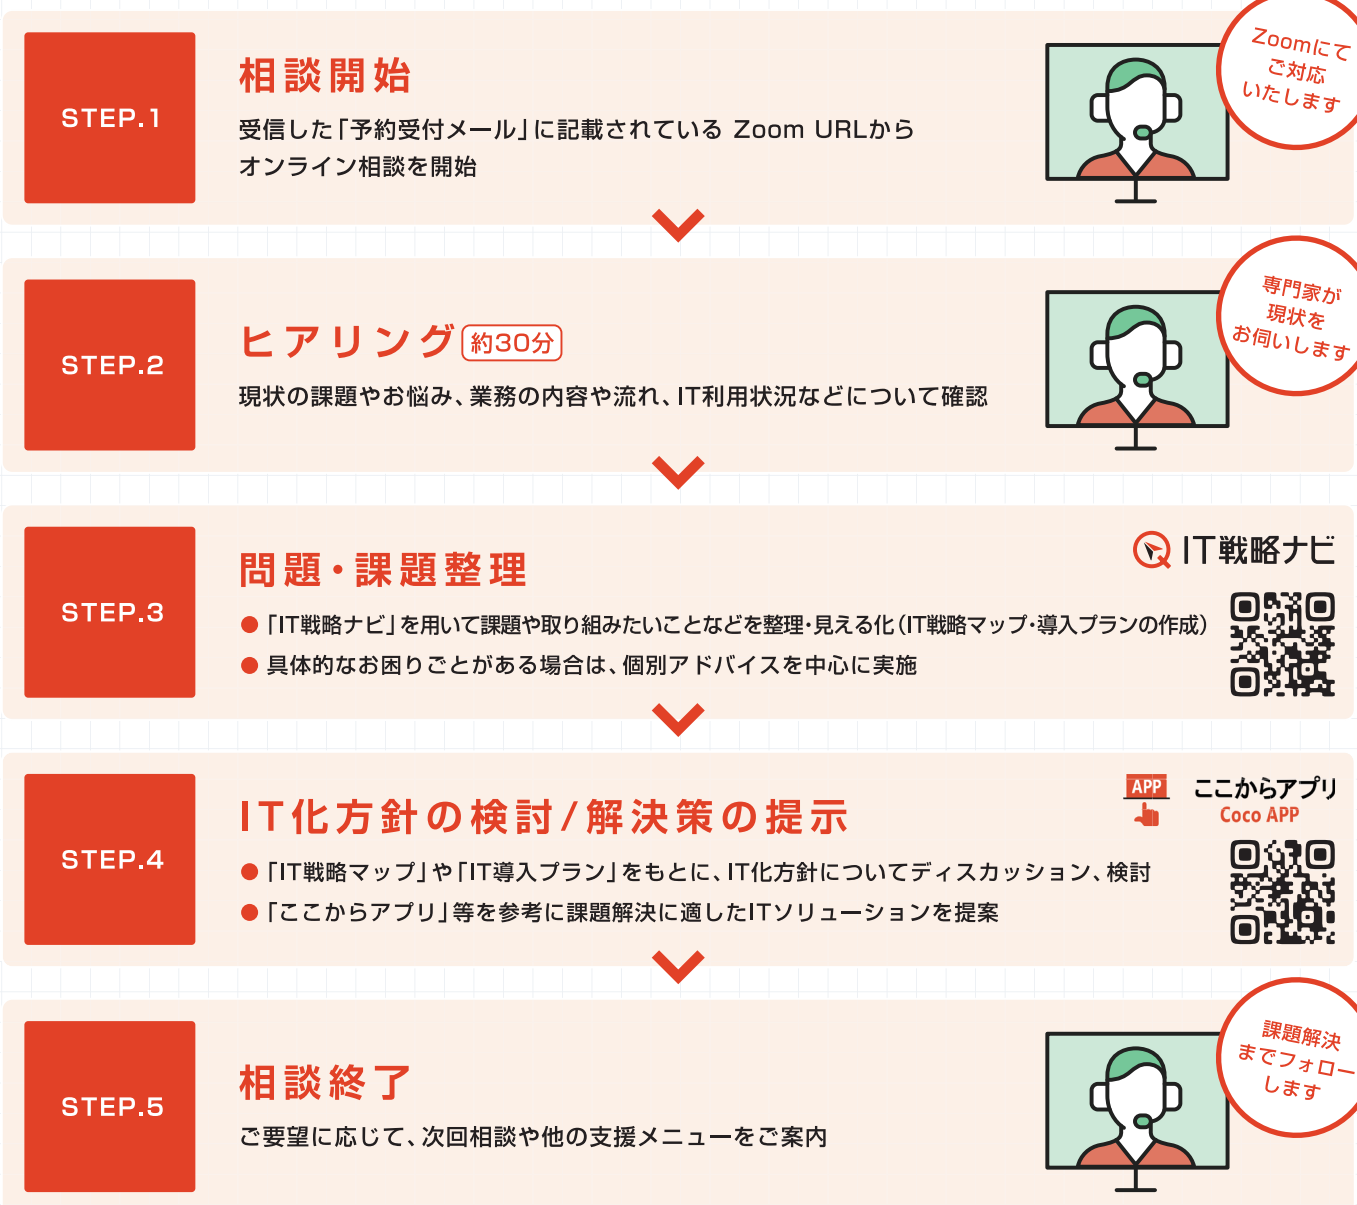 STEP.1
相談開始
受信した「予約受付メール」に記載されている Zoom URLから
オンライン相談を開始
Zoomにて
ご対応
いたします
STEP.2
ヒアリング 約30分
現状の課題やお悩み、業務の内容や流れ、IT利用状況などについて確認
専門家が
現状を
お伺いします
STEP.3
問題・課題整理
IT戦略ナビ
● 「IT戦略ナビ」を用いて課題や取り組みたいことなどを整理・見える化（IT戦略マップ・導入プランの作成）
● 具体的なお困りごとがある場合は、個別アドバイスを中心に実施
STEP.4
IT化方針の検討/解決策の提示
APP
ここからアプリ
Coco APP
● 「IT戦略マップ」や「IT導入プラン」をもとに、IT化方針についてディスカッション、検討
● 「ここからアプリ」等を参考に課題解決に適したITソリューションを提案
STEP.5
相談終了
ご要望に応じて、次回相談や他の支援メニューをご案内
課題解決
までフォロー
します